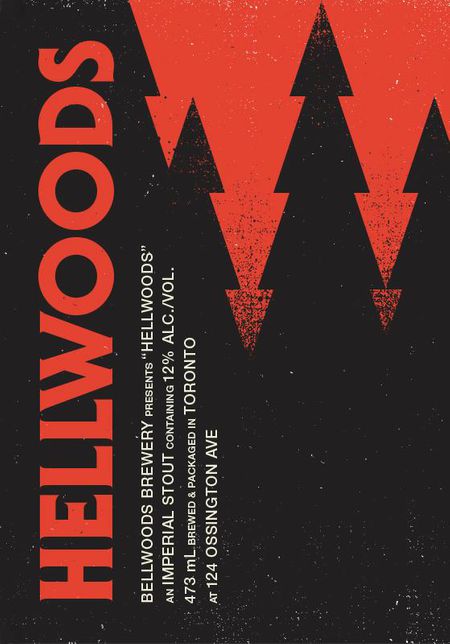 HELLWOODS
BELLWOODS BREWERY PRESENTS “HELLWOODS”
AN IMPERIAL STOUT CONTAINING 12% ALC./VOL.
473 mL BREWED & PACKAGED IN TORONTO
AT 124 OSSINGTON AVE